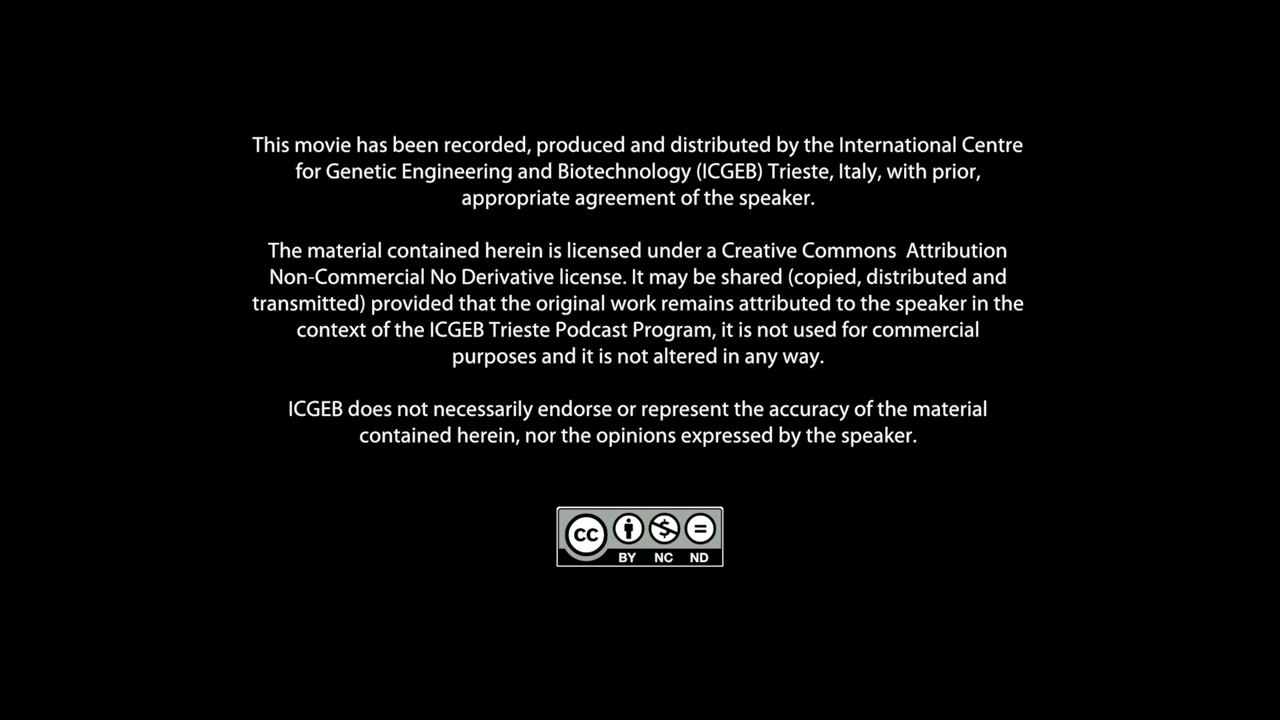 This movie has been recorded, produced and distributed by the International Centre
for Genetic Engineering and Biotechnology (ICGEB) Trieste, Italy, with prior,
appropriate agreement of the speaker.
The material contained herein is licensed under a Creative Commons Attribution
Non-Commercial No Derivative license. It may be shared (copied, distributed and
transmitted) provided that the original work remains attributed to the speaker in the
context of the ICGEB Trieste Podcast Program, it is not used for commercial
purposes and it is not altered in any way.
ICGEB does not necessarily endorse or represent the accuracy of the material
contained herein, nor the opinions expressed by the speaker.
CC $ =
BY NC ND